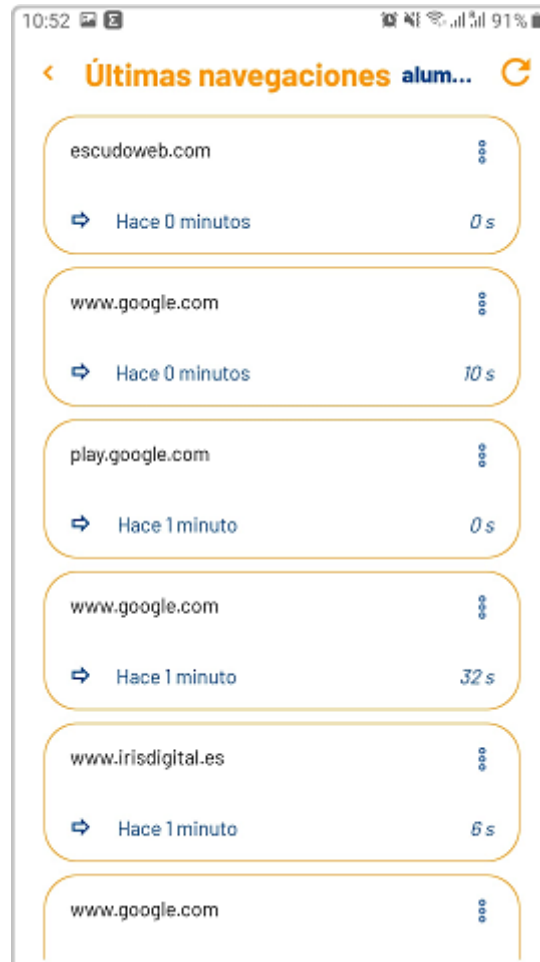 10:52 91%
Últimas navegaciones alum...
escudoweb.com
Hace 0 minutos 0 s
www.google.com
Hace 0 minutos 10 s
play.google.com
Hace 1 minuto 0 s
www.google.com
Hace 1 minuto 32 s
www.irisdigital.es
Hace 1 minuto 6 s
www.google.com